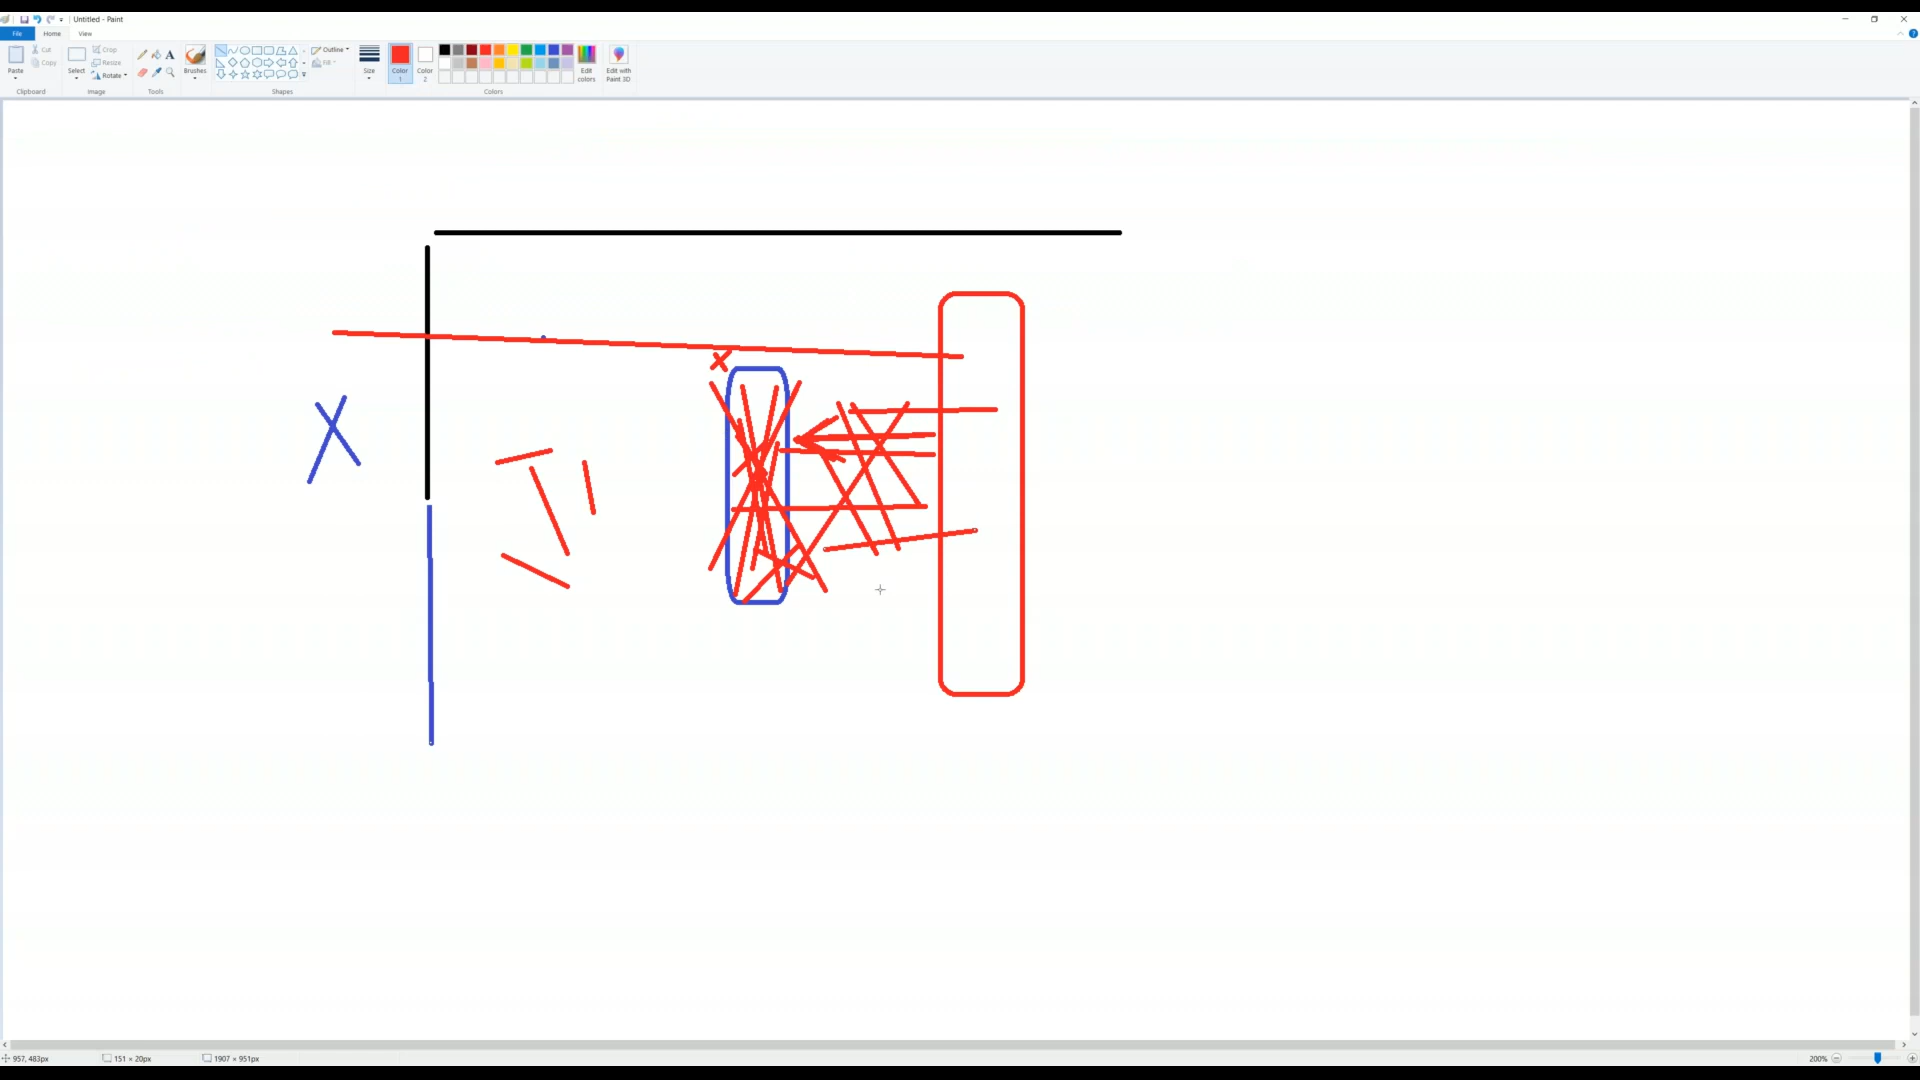 Untitled - Paint
File Home View
Cut
Copy
Paste
Clipboard
Crop
Resize
Rotate
Select
Image
A
Tools
Brushes
Outline
Fill
Shapes
Size
Color 1
Color 2
Edit colors
Edit with Paint 3D
Colors
X
957, 483px 151 × 20px 1907 × 951px 200%